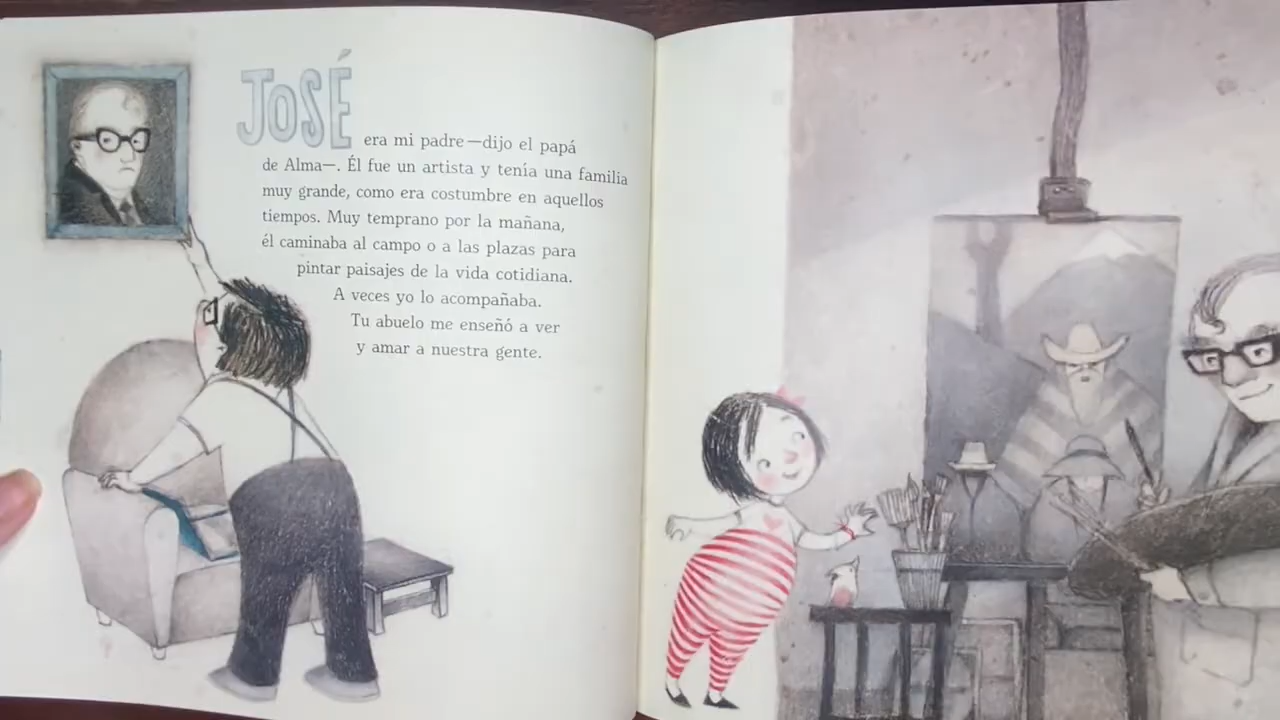 JOSÉ era mi padre—dijo el papá
de Alma—. Él fue un artista y tenía una familia
muy grande, como era costumbre en aquellos
tiempos. Muy temprano por la mañana,
él caminaba al campo o a las plazas para
pintar paisajes de la vida cotidiana.
A veces yo lo acompañaba.
Tu abuelo me enseñó a ver
y amar a nuestra gente.